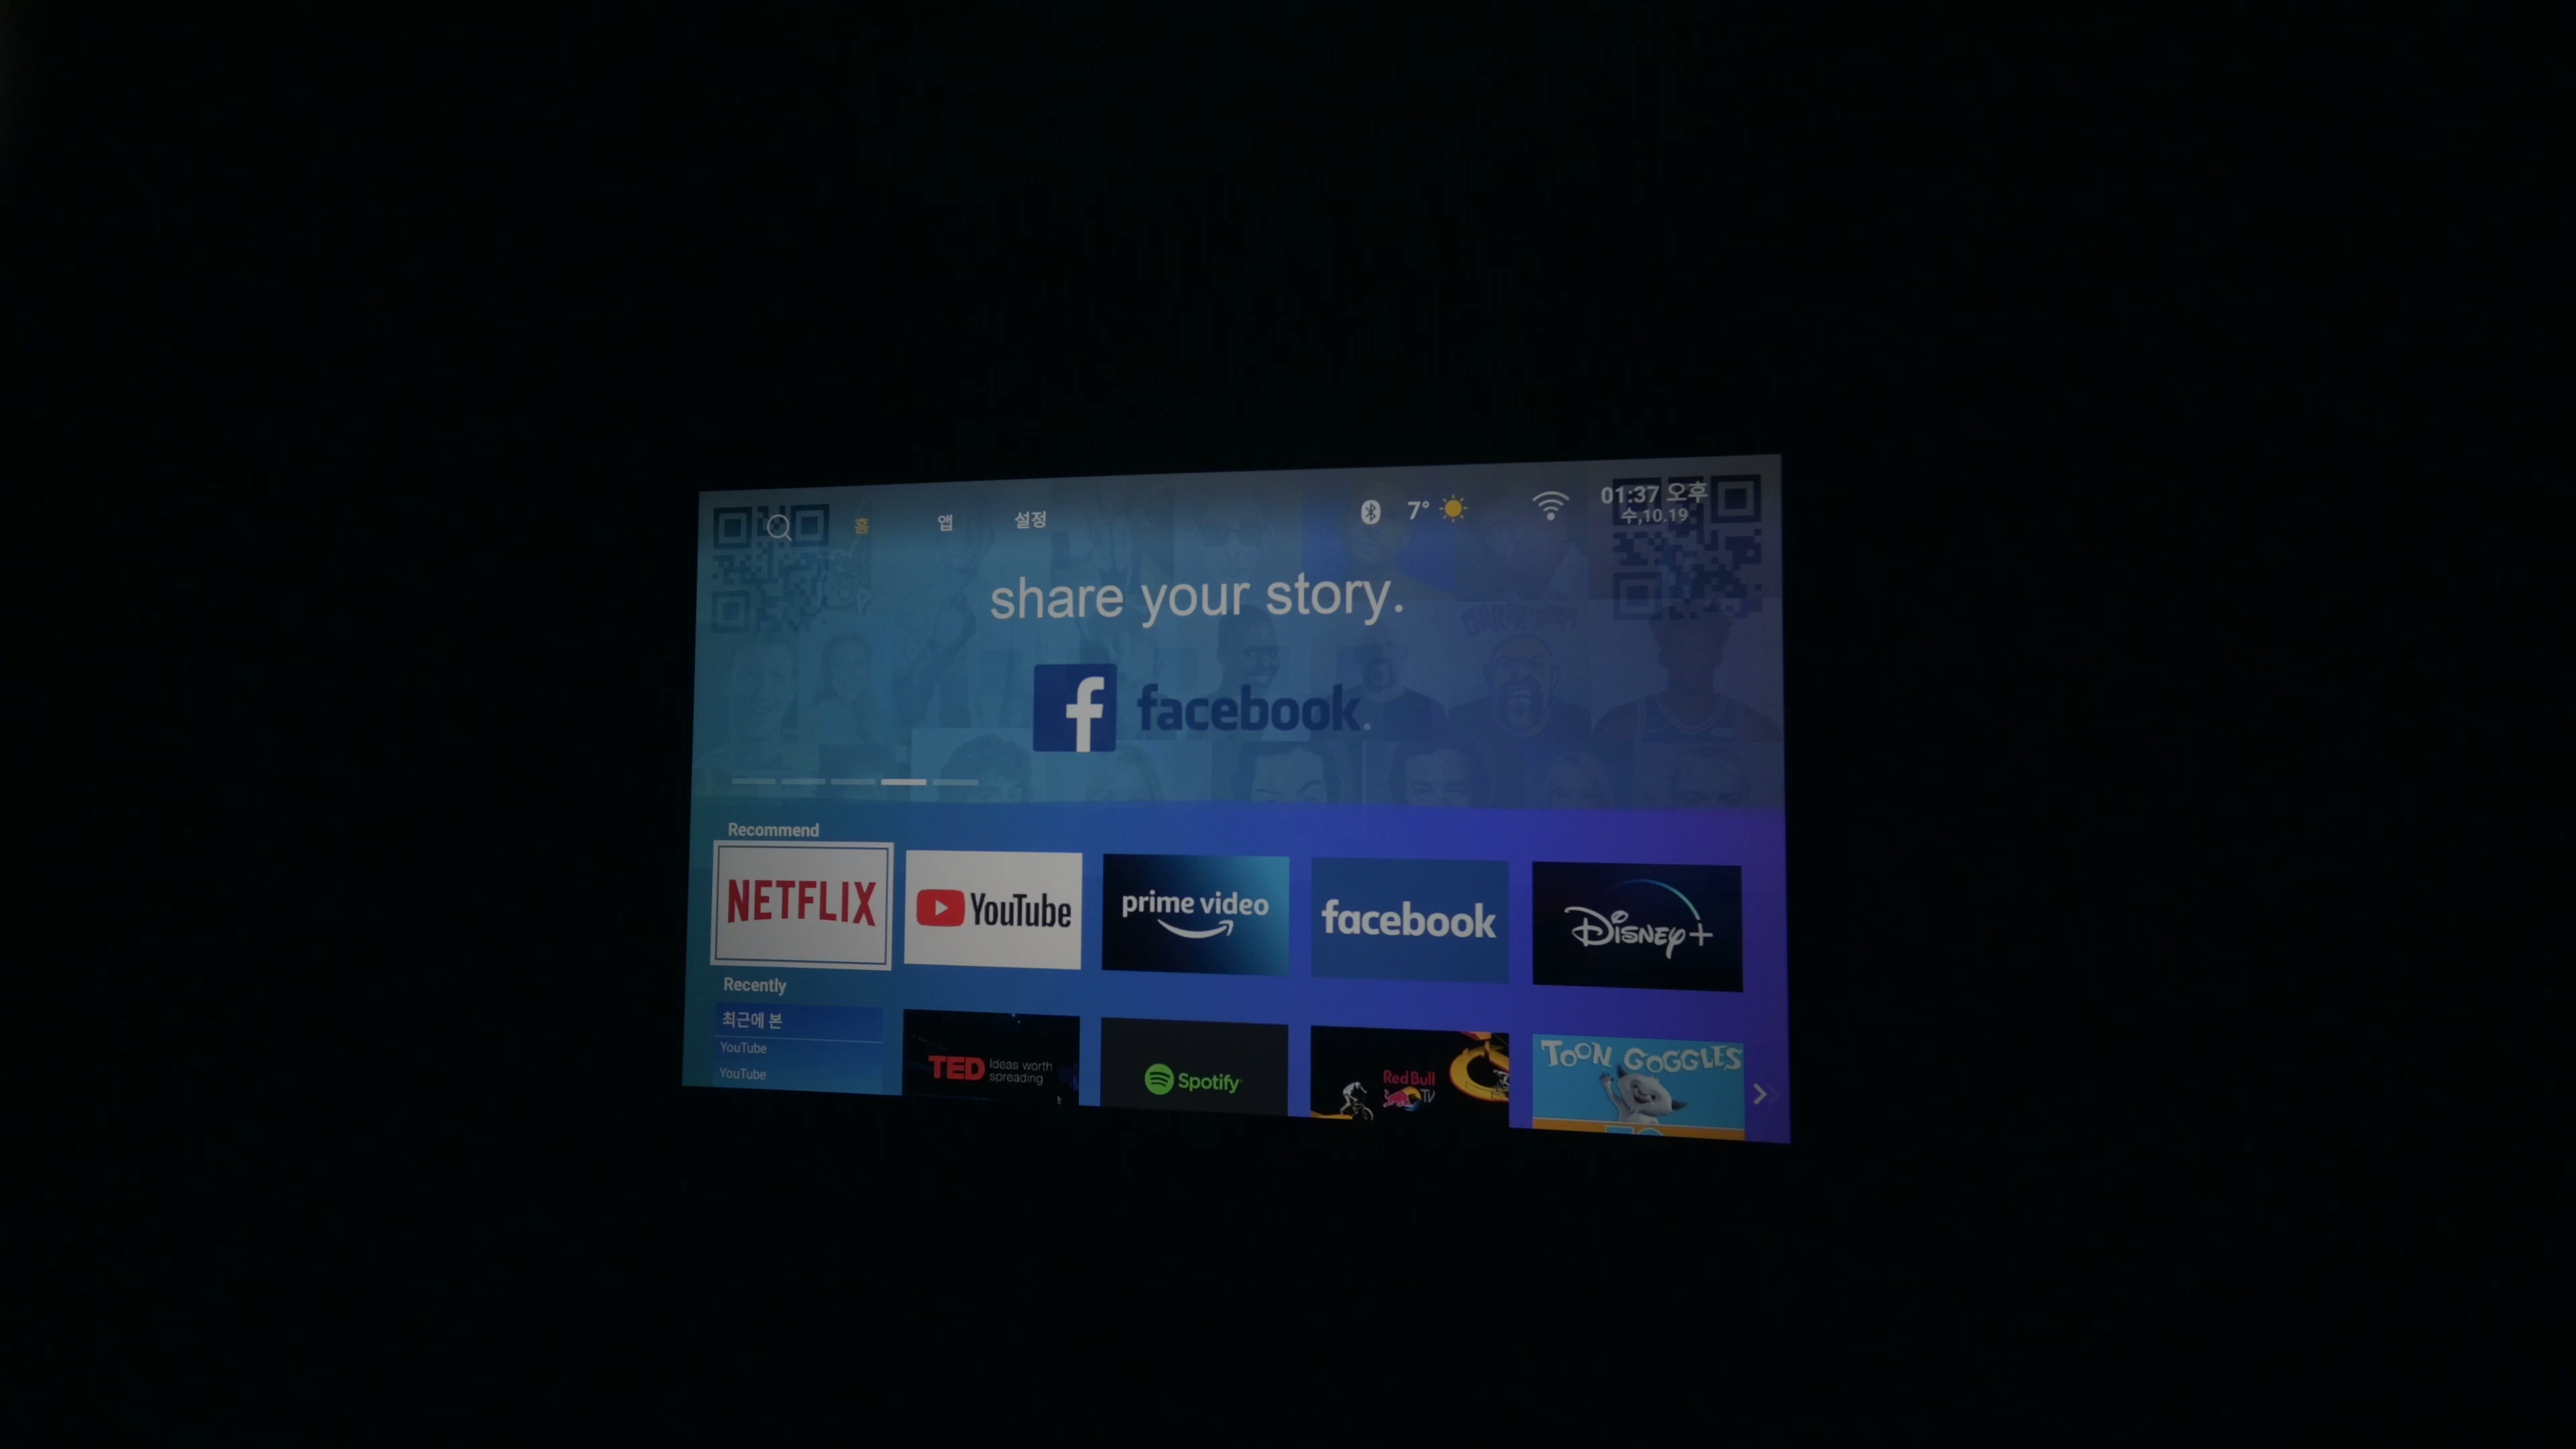 홈 앱 설정 7° 01:37 오후
수,10.19
share your story.
f facebook.
Recommend
NETFLIX YouTube prime video facebook Disney+
Recently
최근에 본
YouTube
YouTube
TED Ideas worth spreading
Spotify
Red Bull TV
TOON GOGGLES